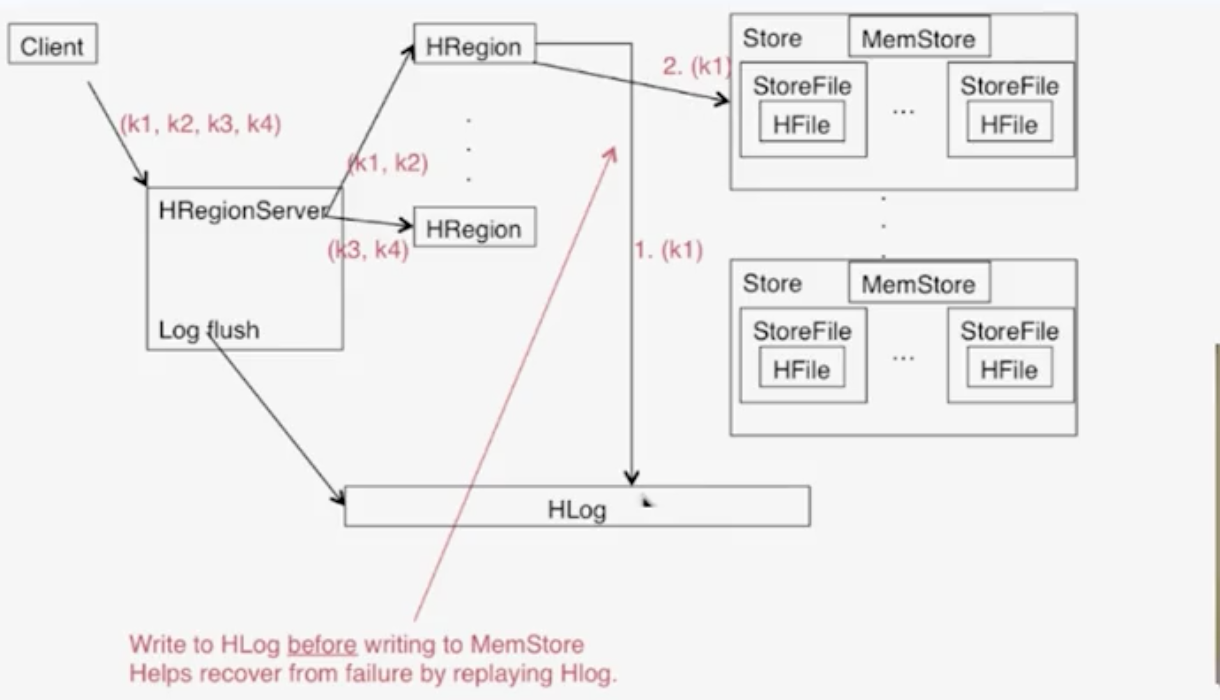 Client
(k1, k2, k3, k4)
HRegionServer
Log flush
HRegion
(k1, k2)
HRegion
(k3, k4)
2. (k1)
1. (k1)
Store
MemStore
StoreFile
HFile
...
StoreFile
HFile
Store
MemStore
StoreFile
HFile
...
StoreFile
HFile
HLog
Write to HLog before writing to MemStore
Helps recover from failure by replaying Hlog.